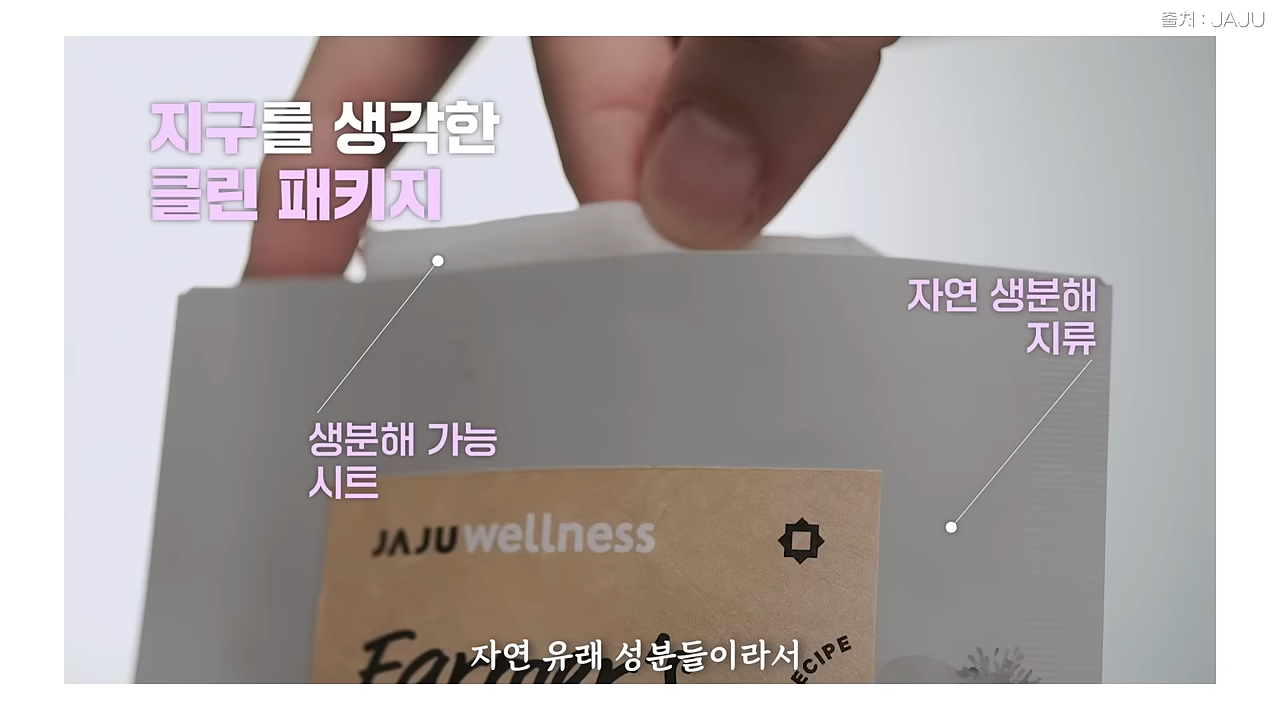 출처 : JAJU
지구를 생각한
클린 패키지
자연 생분해
지류
생분해 가능
시트
JAJU wellness
자연 유래 성분들이라서